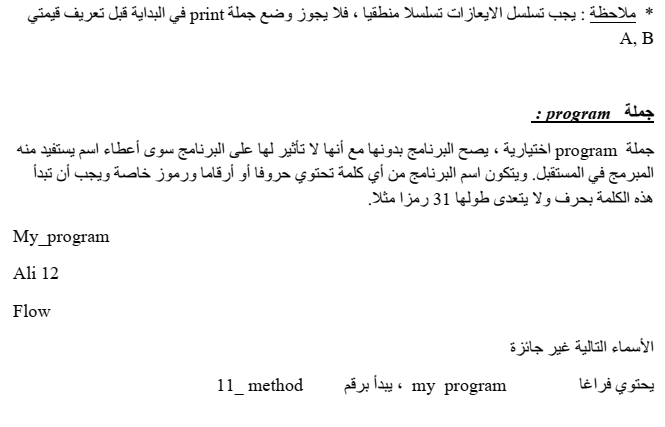 * ملاحظة : يجب تسلسل الايعازات تسلسلا منطقيا ، فلا يجوز وضع جملة print في البداية قبل تعريف قيمتي
A, B
جملة program :
جملة program اختيارية ، يصح البرنامج بدونها مع أنها لا تأثير لها على البرنامج سوى أعطاء اسم يستفيد منه
المبرمج في المستقبل. ويتكون اسم البرنامج من أي كلمة تحتوي حروفا أو أرقاما ورموز خاصة ويجب أن تبدأ
هذه الكلمة بحرف ولا يتعدى طولها 31 رمزا مثلا.
My_program
Ali 12
Flow
الأسماء التالية غير جائزة
يحتوي فراغا my program ، يبدأ برقم 11_ method